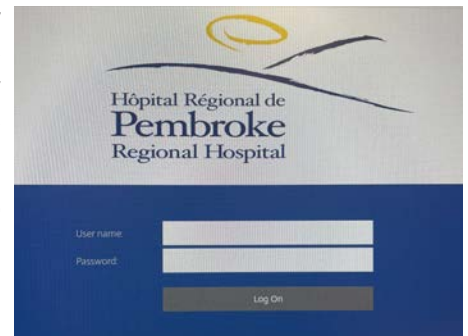 Hôpital Régional de
Pembroke
Regional Hospital
User name:
Password:
Log On